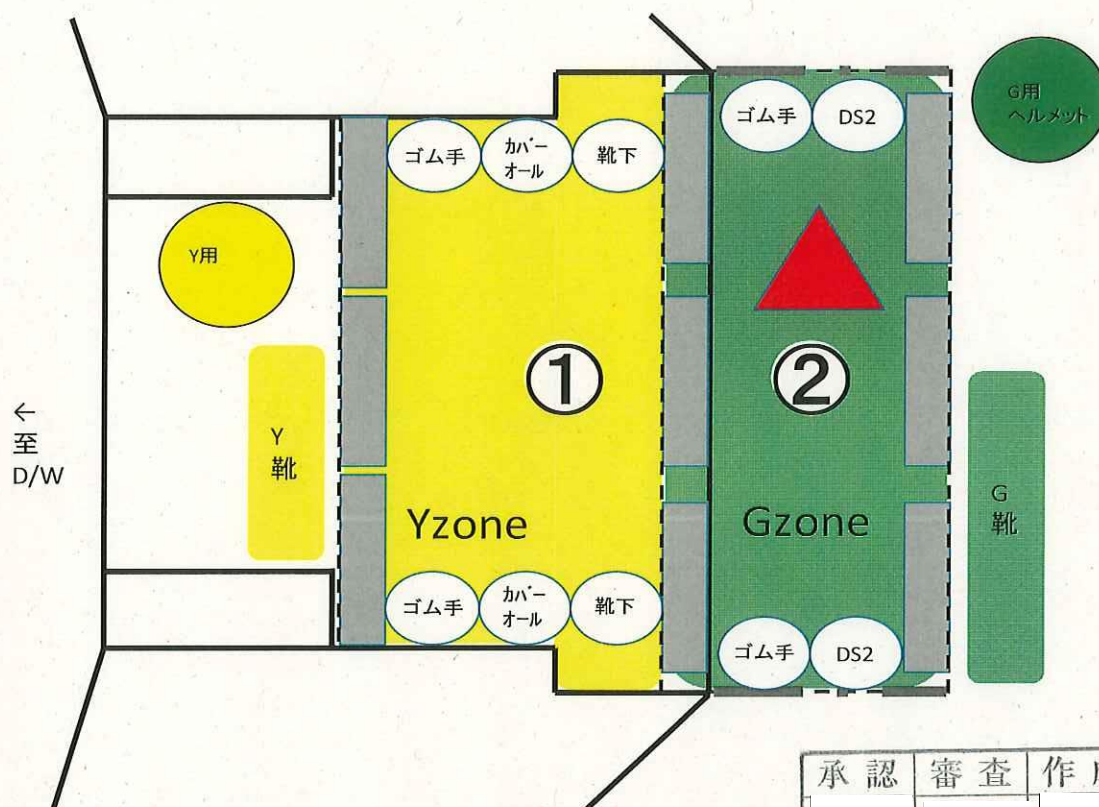 G用
ヘルメット
ゴム手
DS2
ゴム手
カバー
オール
靴下
Y用
①
②
←
至
D/W
Y
靴
G
靴
Yzone
Gzone
ゴム手
カバー
オール
靴下
ゴム手
DS2
承認 審査